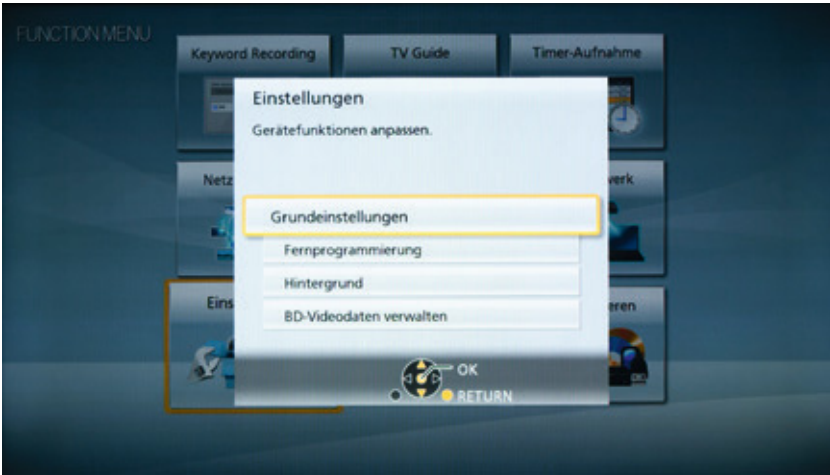 FUNCTION MENU
Keyword Recording
TV Guide
Timer-Aufnahme
Einstellungen
Gerätefunktionen anpassen.
Netz
werk
Grundeinstellungen
Fernprogrammierung
Hintergrund
Eins
eren
BD-Videodaten verwalten
OK
RETURN